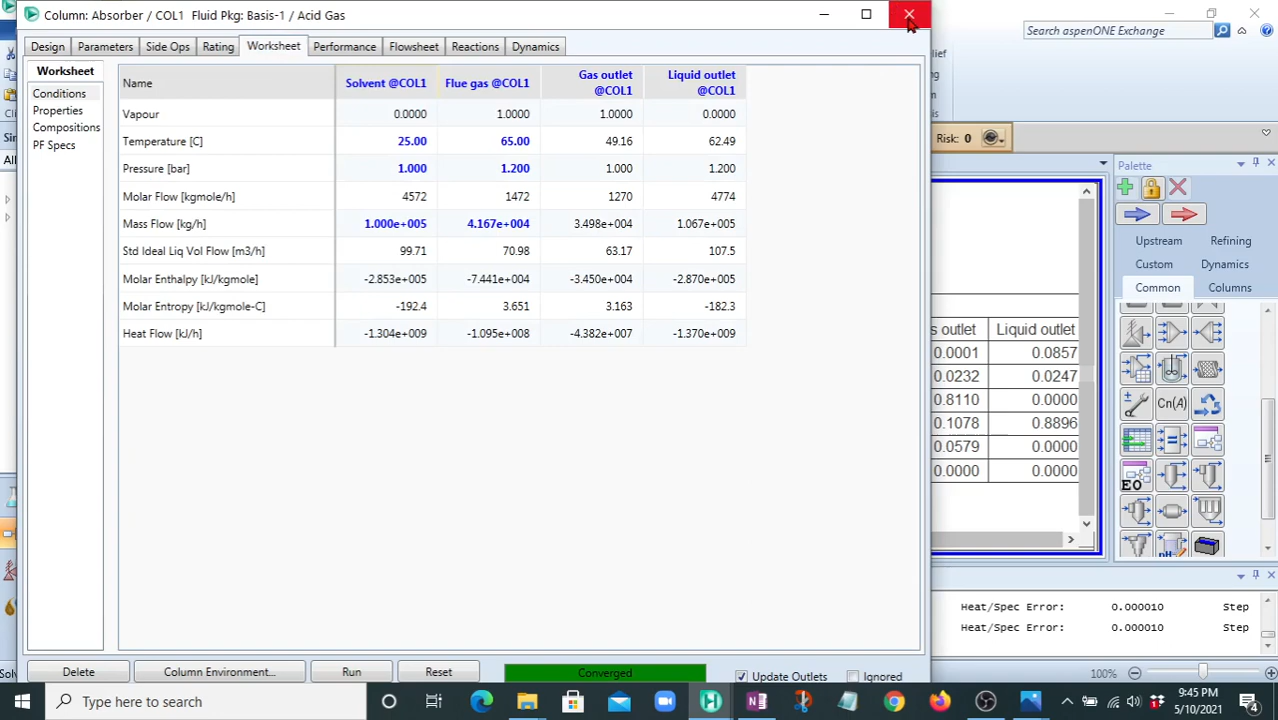 Column: Absorber / COL1 Fluid Pkg: Basis-1 / Acid Gas
Search aspenONE Exchange
Design Parameters Side Ops Rating Worksheet Performance Flowsheet Reactions Dynamics
Worksheet
Conditions
Properties
Compositions
PF Specs
Name Solvent @COL1 Flue gas @COL1 Gas outlet @COL1 Liquid outlet @COL1
Vapour 0.0000 1.0000 1.0000 0.0000
Temperature [C] 25.00 65.00 49.16 62.49
Pressure [bar] 1.000 1.200 1.000 1.200
Molar Flow [kgmole/h] 4572 1472 1270 4774
Mass Flow [kg/h] 1.000e+005 4.167e+004 3.498e+004 1.067e+005
Std Ideal Liq Vol Flow [m3/h] 99.71 70.98 63.17 107.5
Molar Enthalpy [kJ/kgmole] -2.853e+005 -7.441e+004 -3.450e+004 -2.870e+005
Molar Entropy [kJ/kgmole-C] -192.4 3.651 3.163 -182.3
Heat Flow [kJ/h] -1.304e+009 -1.095e+008 -4.382e+007 -1.370e+009
Delete Column Environment... Run Reset Converged Update Outlets Ignored
Risk: 0
Palette
Upstream Refining
Custom Dynamics
Common Columns
Cn(A)
EO
pH
s outlet Liquid outlet
0.0001 0.0857
0.0232 0.0247
0.8110 0.0000
0.1078 0.8896
0.0579 0.0000
0.0000 0.0000
Heat/Spec Error: 0.000010 Step
Heat/Spec Error: 0.000010 Step
100%
Type here to search
9:45 PM
5/10/2021
4